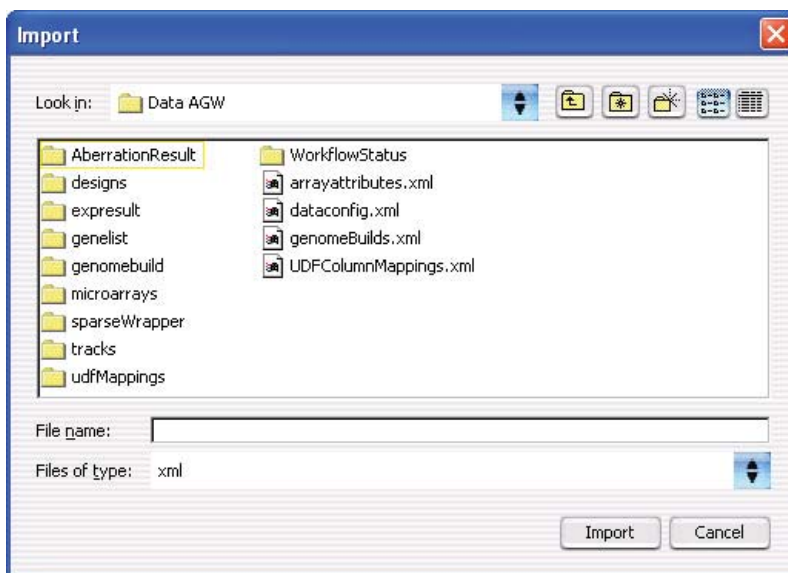 Import
Look in: Data AGW
AberrationResult
designs
expresult
genelist
genomebuild
microarrays
sparseWrapper
tracks
udfMappings
WorkflowStatus
arrayattributes.xml
dataconfig.xml
genomeBuilds.xml
UDFColumnMappings.xml
File name:
Files of type: xml
Import Cancel